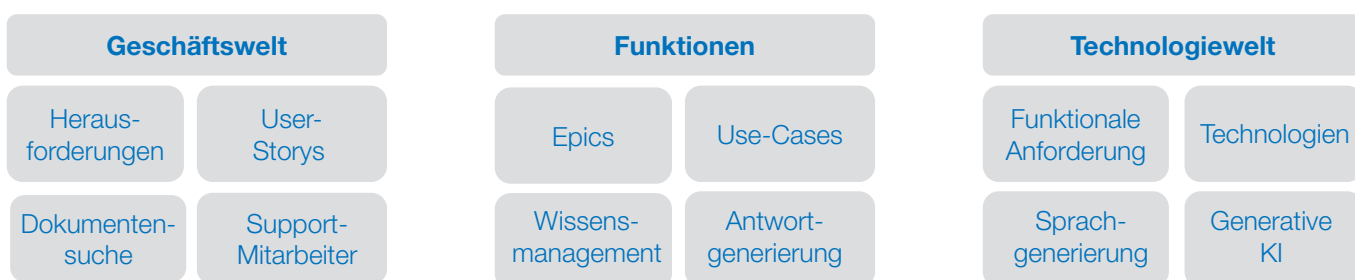 Geschäftswelt
Funktionen
Technologiewelt
Heraus-
forderungen
User-
Storys
Epics
Use-Cases
Funktionale
Anforderung
Technologien
Dokumenten-
suche
Support-
Mitarbeiter
Wissens-
management
Antwort-
generierung
Sprach-
generierung
Generative
KI